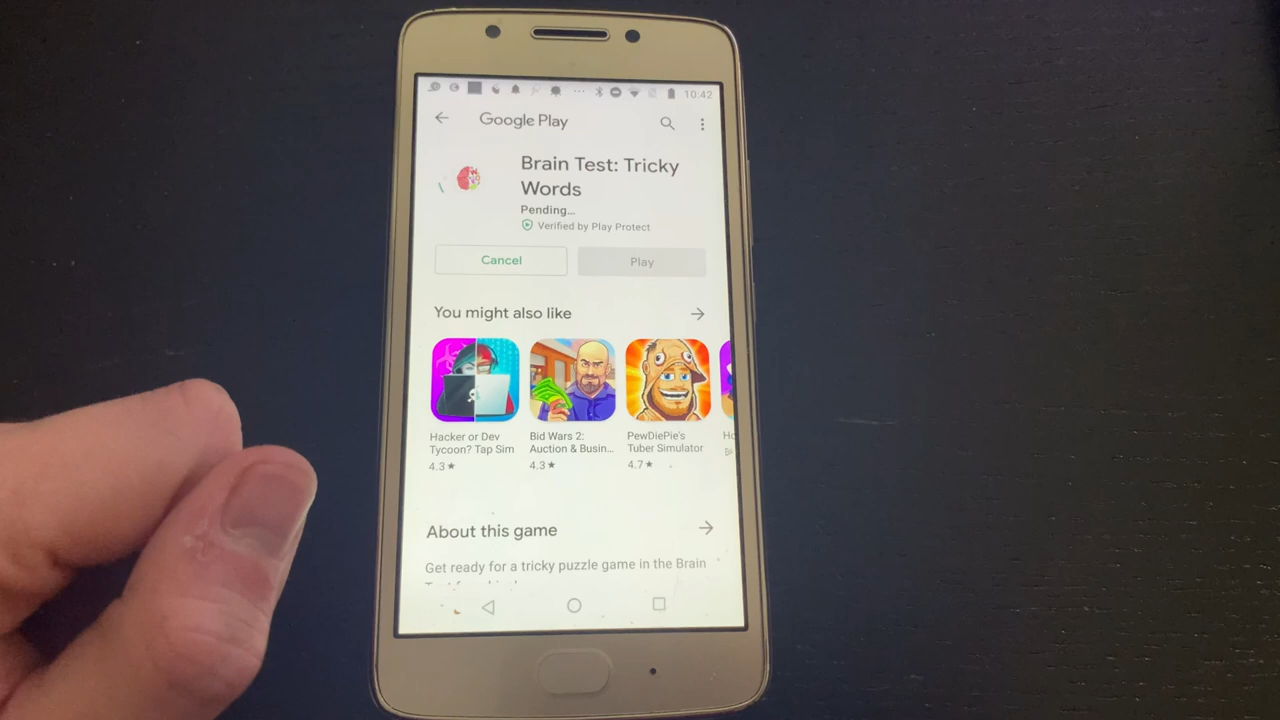 10:42
Google Play
Brain Test: Tricky
Words
Pending...
Verified by Play Protect
Cancel
Play
You might also like
Hacker or Dev
Tycoon? Tap Sim
4.3★
Bid Wars 2:
Auction & Busin...
4.3★
PewDiePie's
Tuber Simulator
4.7★
About this game
Get ready for a tricky puzzle game in the Brain